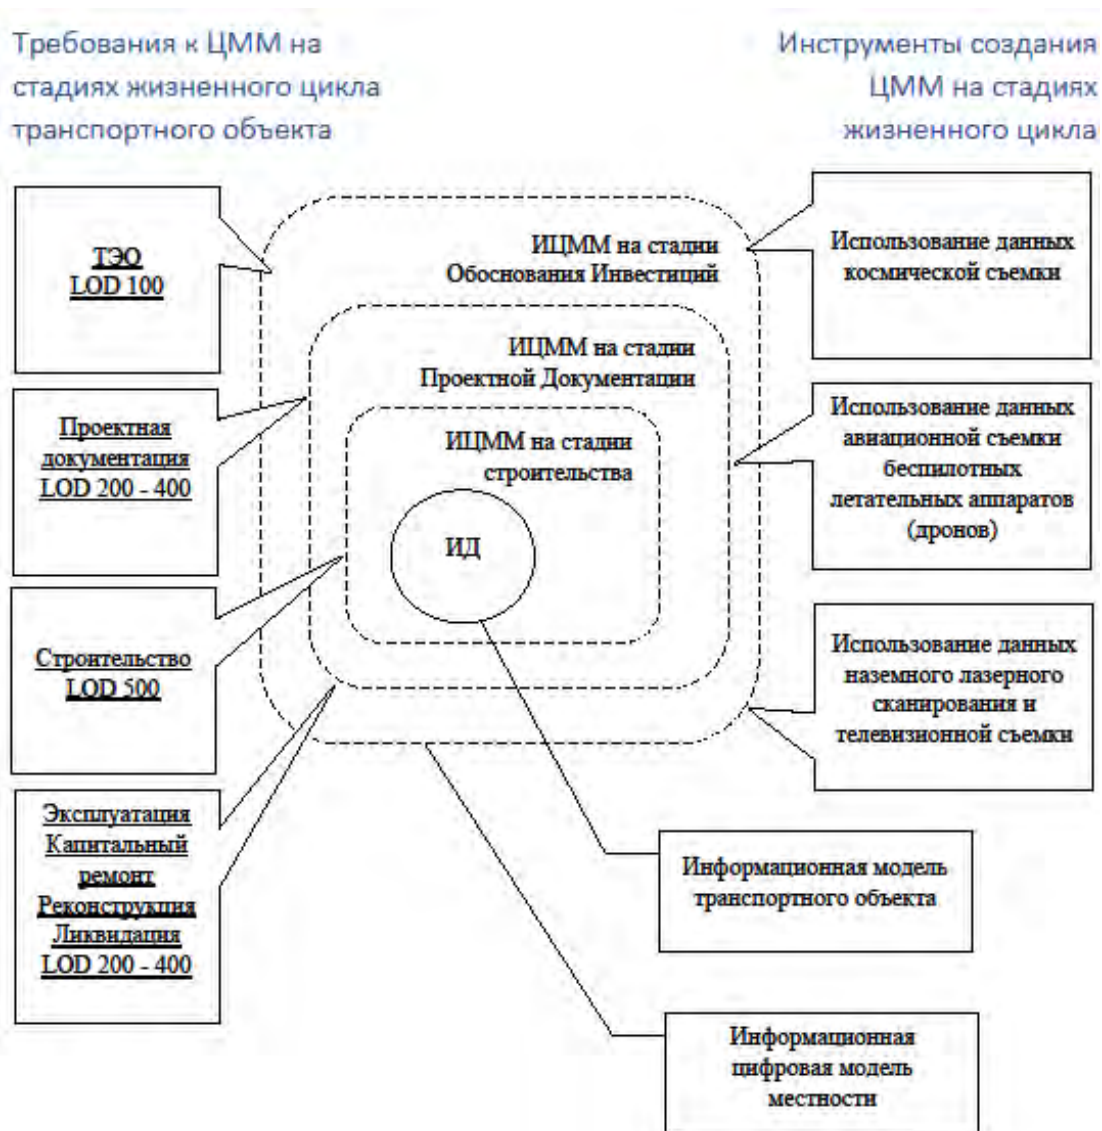 Требования к ЦММ на
стадиях жизненного цикла
транспортного объекта
Инструменты создания
ЦММ на стадиях
жизненного цикла
ТЭО
LOD 100
Проектная
документация
LOD 200 - 400
Строительство
LOD 500
Эксплуатация
Капитальный
ремонт
Реконструкция
Ликвидация
LOD 200 - 400
ИЦММ на стадии
Обоснования Инвестиций
ИЦММ на стадии
Проектной Документации
ИЦММ на стадии
строительства
ИД
Использование данных
космической съемки
Использование данных
авиационной съемки
беспилотных
летательных аппаратов
(дронов)
Использование данных
наземного лазерного
сканирования и
телевизионной съемки
Информационная модель
транспортного объекта
Информационная
цифровая модель
местности